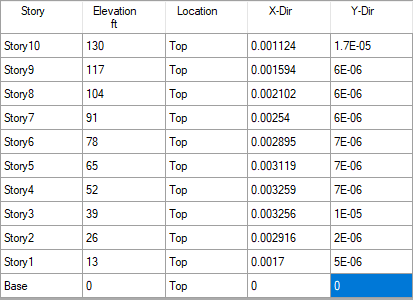 Story Elevation Location X-Dir Y-Dir
ft
Story10 130 Top 0.001124 1.7E-05
Story9 117 Top 0.001594 6E-06
Story8 104 Top 0.002102 6E-06
Story7 91 Top 0.00254 6E-06
Story6 78 Top 0.002895 7E-06
Story5 65 Top 0.003119 7E-06
Story4 52 Top 0.003259 7E-06
Story3 39 Top 0.003256 1E-05
Story2 26 Top 0.002916 2E-06
Story1 13 Top 0.0017 5E-06
Base 0 Top 0 0